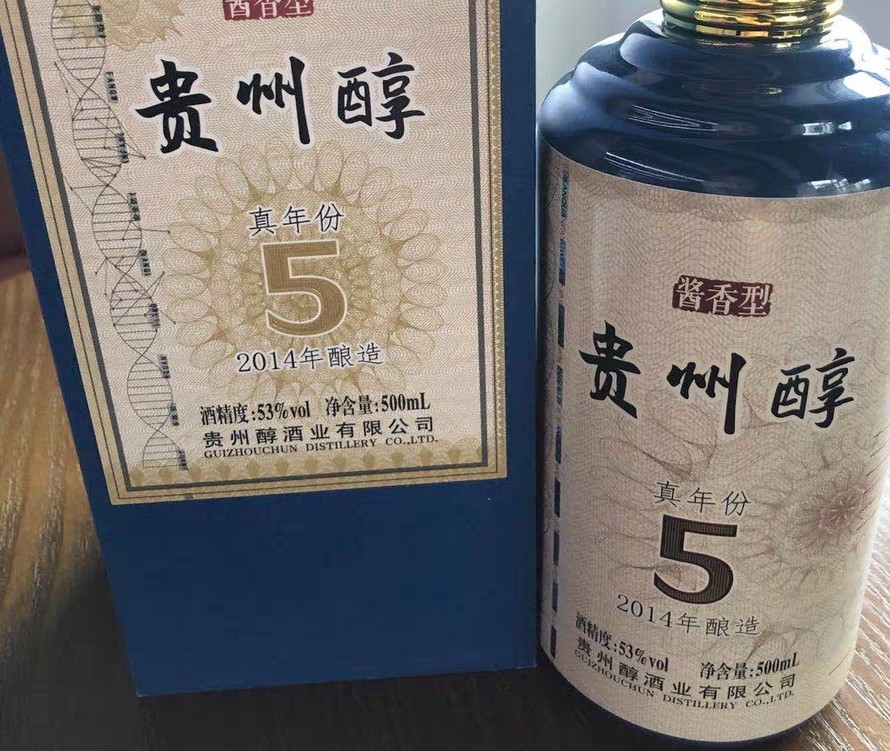 酱香型
贵州醇
真年份
5
2014年酿造
酒精度:53%vol 净含量:500mL
贵州醇酒业有限公司
GUIZHOUCHUN DISTILLERY CO.,LTD.
酱香型
贵州醇
真年份
5
2014年酿造
酒精度:53%vol 净含量:500mL
贵州醇酒业有限公司
GUIZHOUCHUN DISTILLERY CO.,LTD.